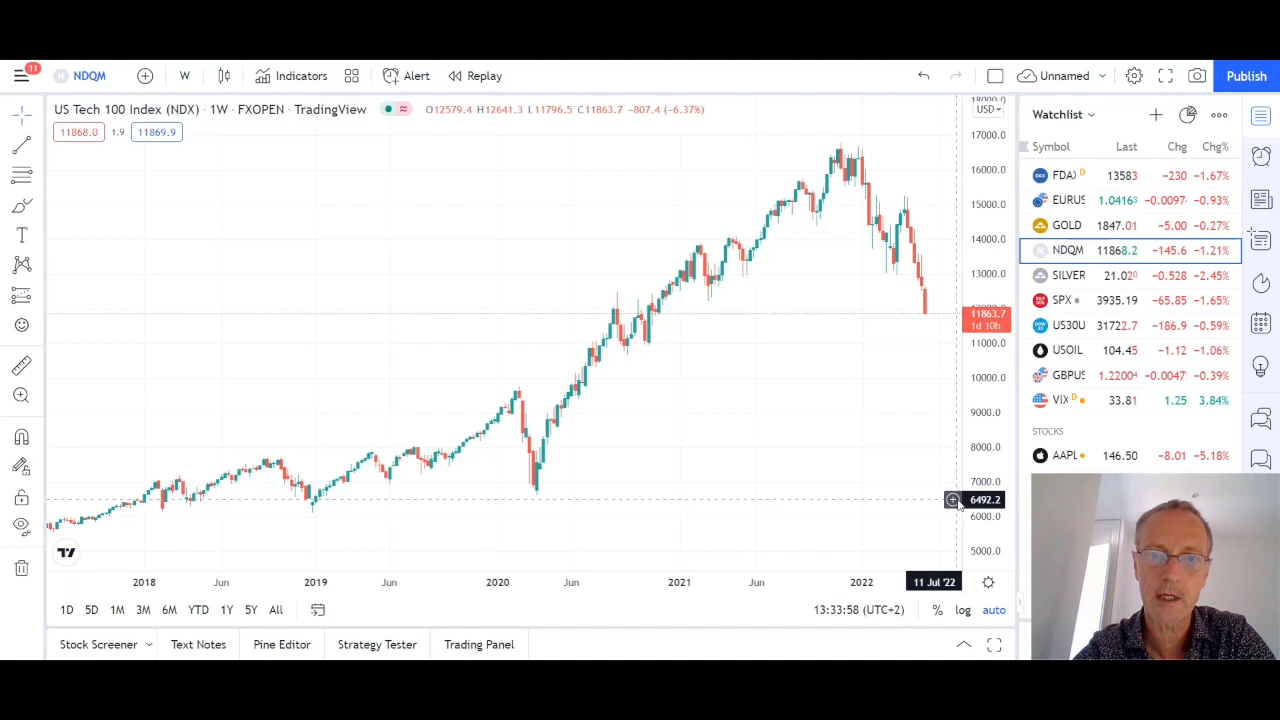 11
NDQM
W
Indicators
Alert
Replay
Unnamed
Publish
US Tech 100 Index (NDX) · 1W · FXOPEN · TradingView
O12579.4 H12641.3 L11796.5 C11863.7 −807.4 (−6.37%)
11868.0 1.9 11869.9
USD
17000.0
16000.0
15000.0
14000.0
13000.0
11863.7
1d 10h
11000.0
10000.0
9000.0
8000.0
7000.0
6492.2
6000.0
5000.0
2018 Jun 2019 Jun 2020 Jun 2021 Jun 2022 11 Jul '22
1D 5D 1M 3M 6M YTD 1Y 5Y All
13:33:58 (UTC+2) % log auto
Stock Screener Text Notes Pine Editor Strategy Tester Trading Panel
Watchlist
Symbol Last Chg Chg%
FDA) D 13583 −230 −1.67%
EURUS 1.04163 −0.0097 −0.93%
GOLD 1847.01 −5.00 −0.27%
NDQM 11868.2 −145.6 −1.21%
SILVER 21.020 −0.528 −2.45%
SPX 3935.19 −65.85 −1.65%
US30U 31722.7 −186.9 −0.59%
USOIL 104.45 −1.12 −1.06%
GBPUS 1.22004 −0.0047 −0.39%
VIX D 33.81 1.25 3.84%
STOCKS
AAPL 146.50 −8.01 −5.18%